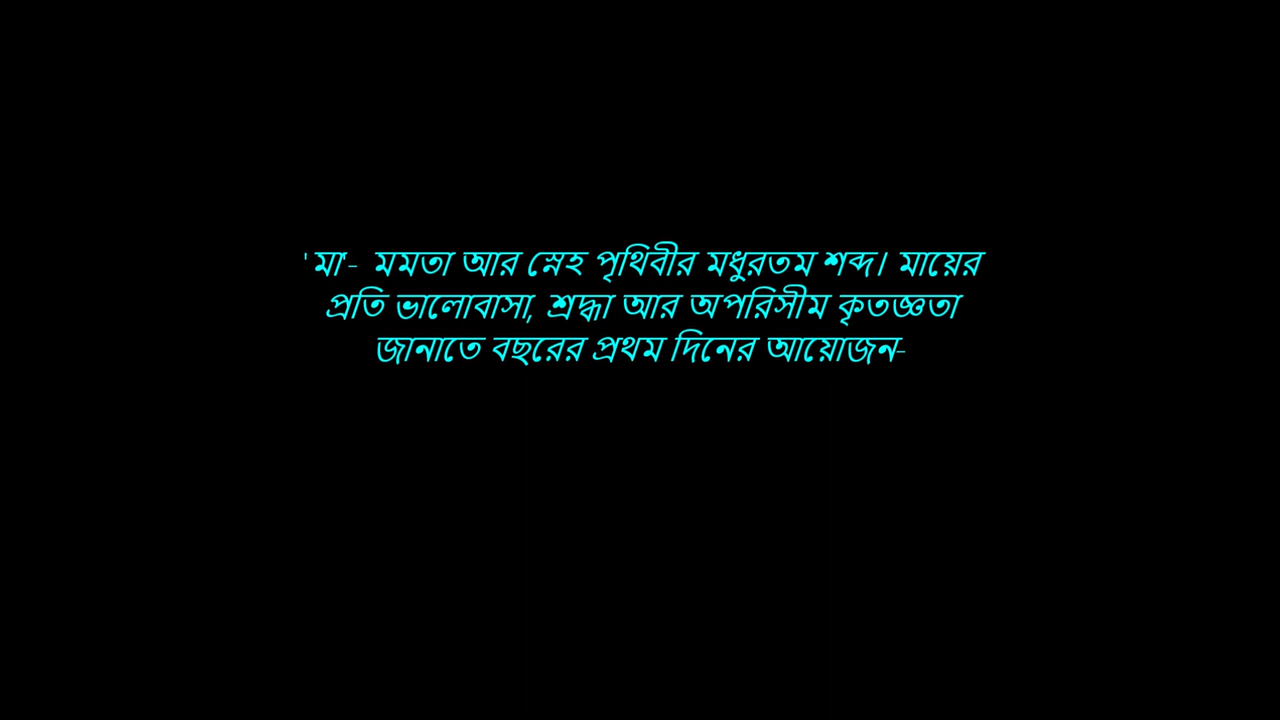 'মা'- মমতা আর স্নেহ পৃথিবীর মধুরতম শব্দ। মায়ের
প্রতি ভালোবাসা, শ্রদ্ধা আর অপরিসীম কৃতজ্ঞতা
জানাতে বছরের প্রথম দিনের আয়োজন-